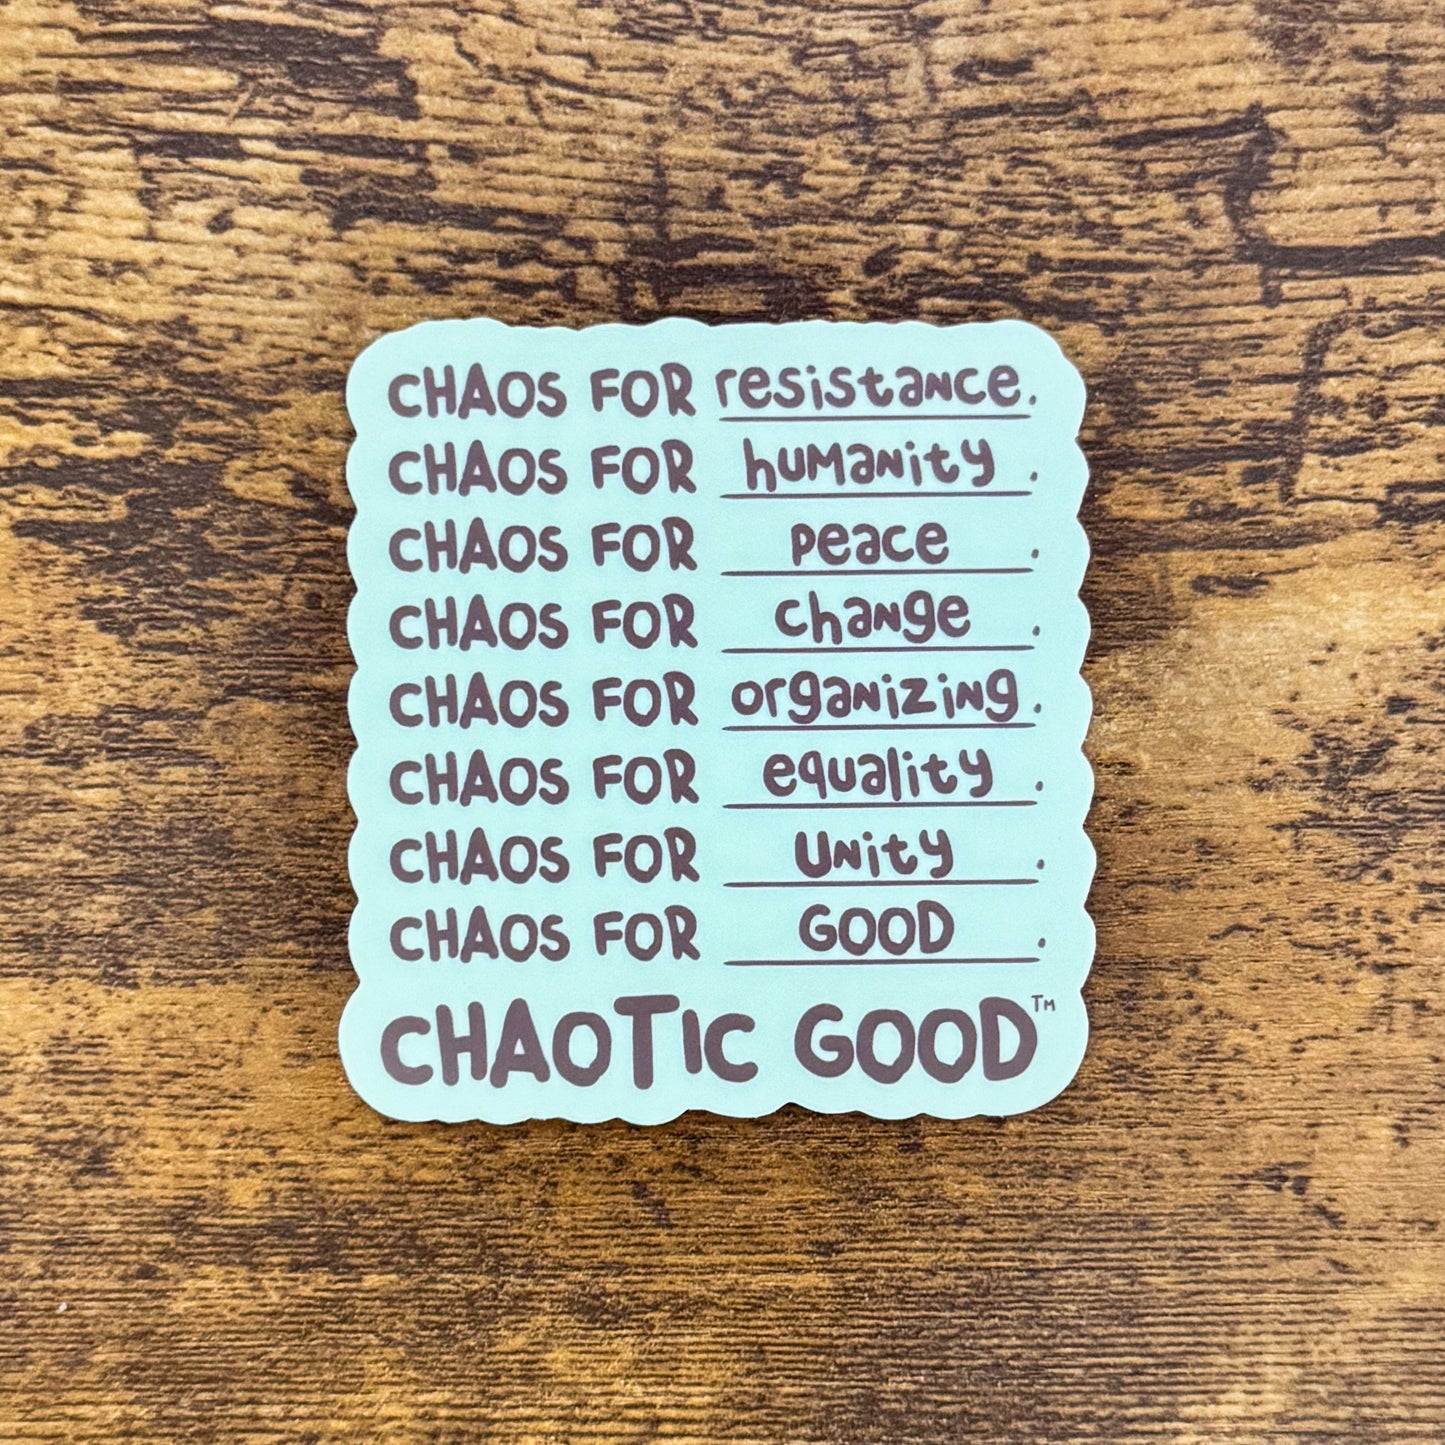 CHAOS FOR resistance.
CHAOS FOR humanity.
CHAOS FOR peace.
CHAOS FOR change.
CHAOS FOR organizing.
CHAOS FOR equality.
CHAOS FOR unity.
CHAOS FOR GOOD.
CHAOTIC GOOD™